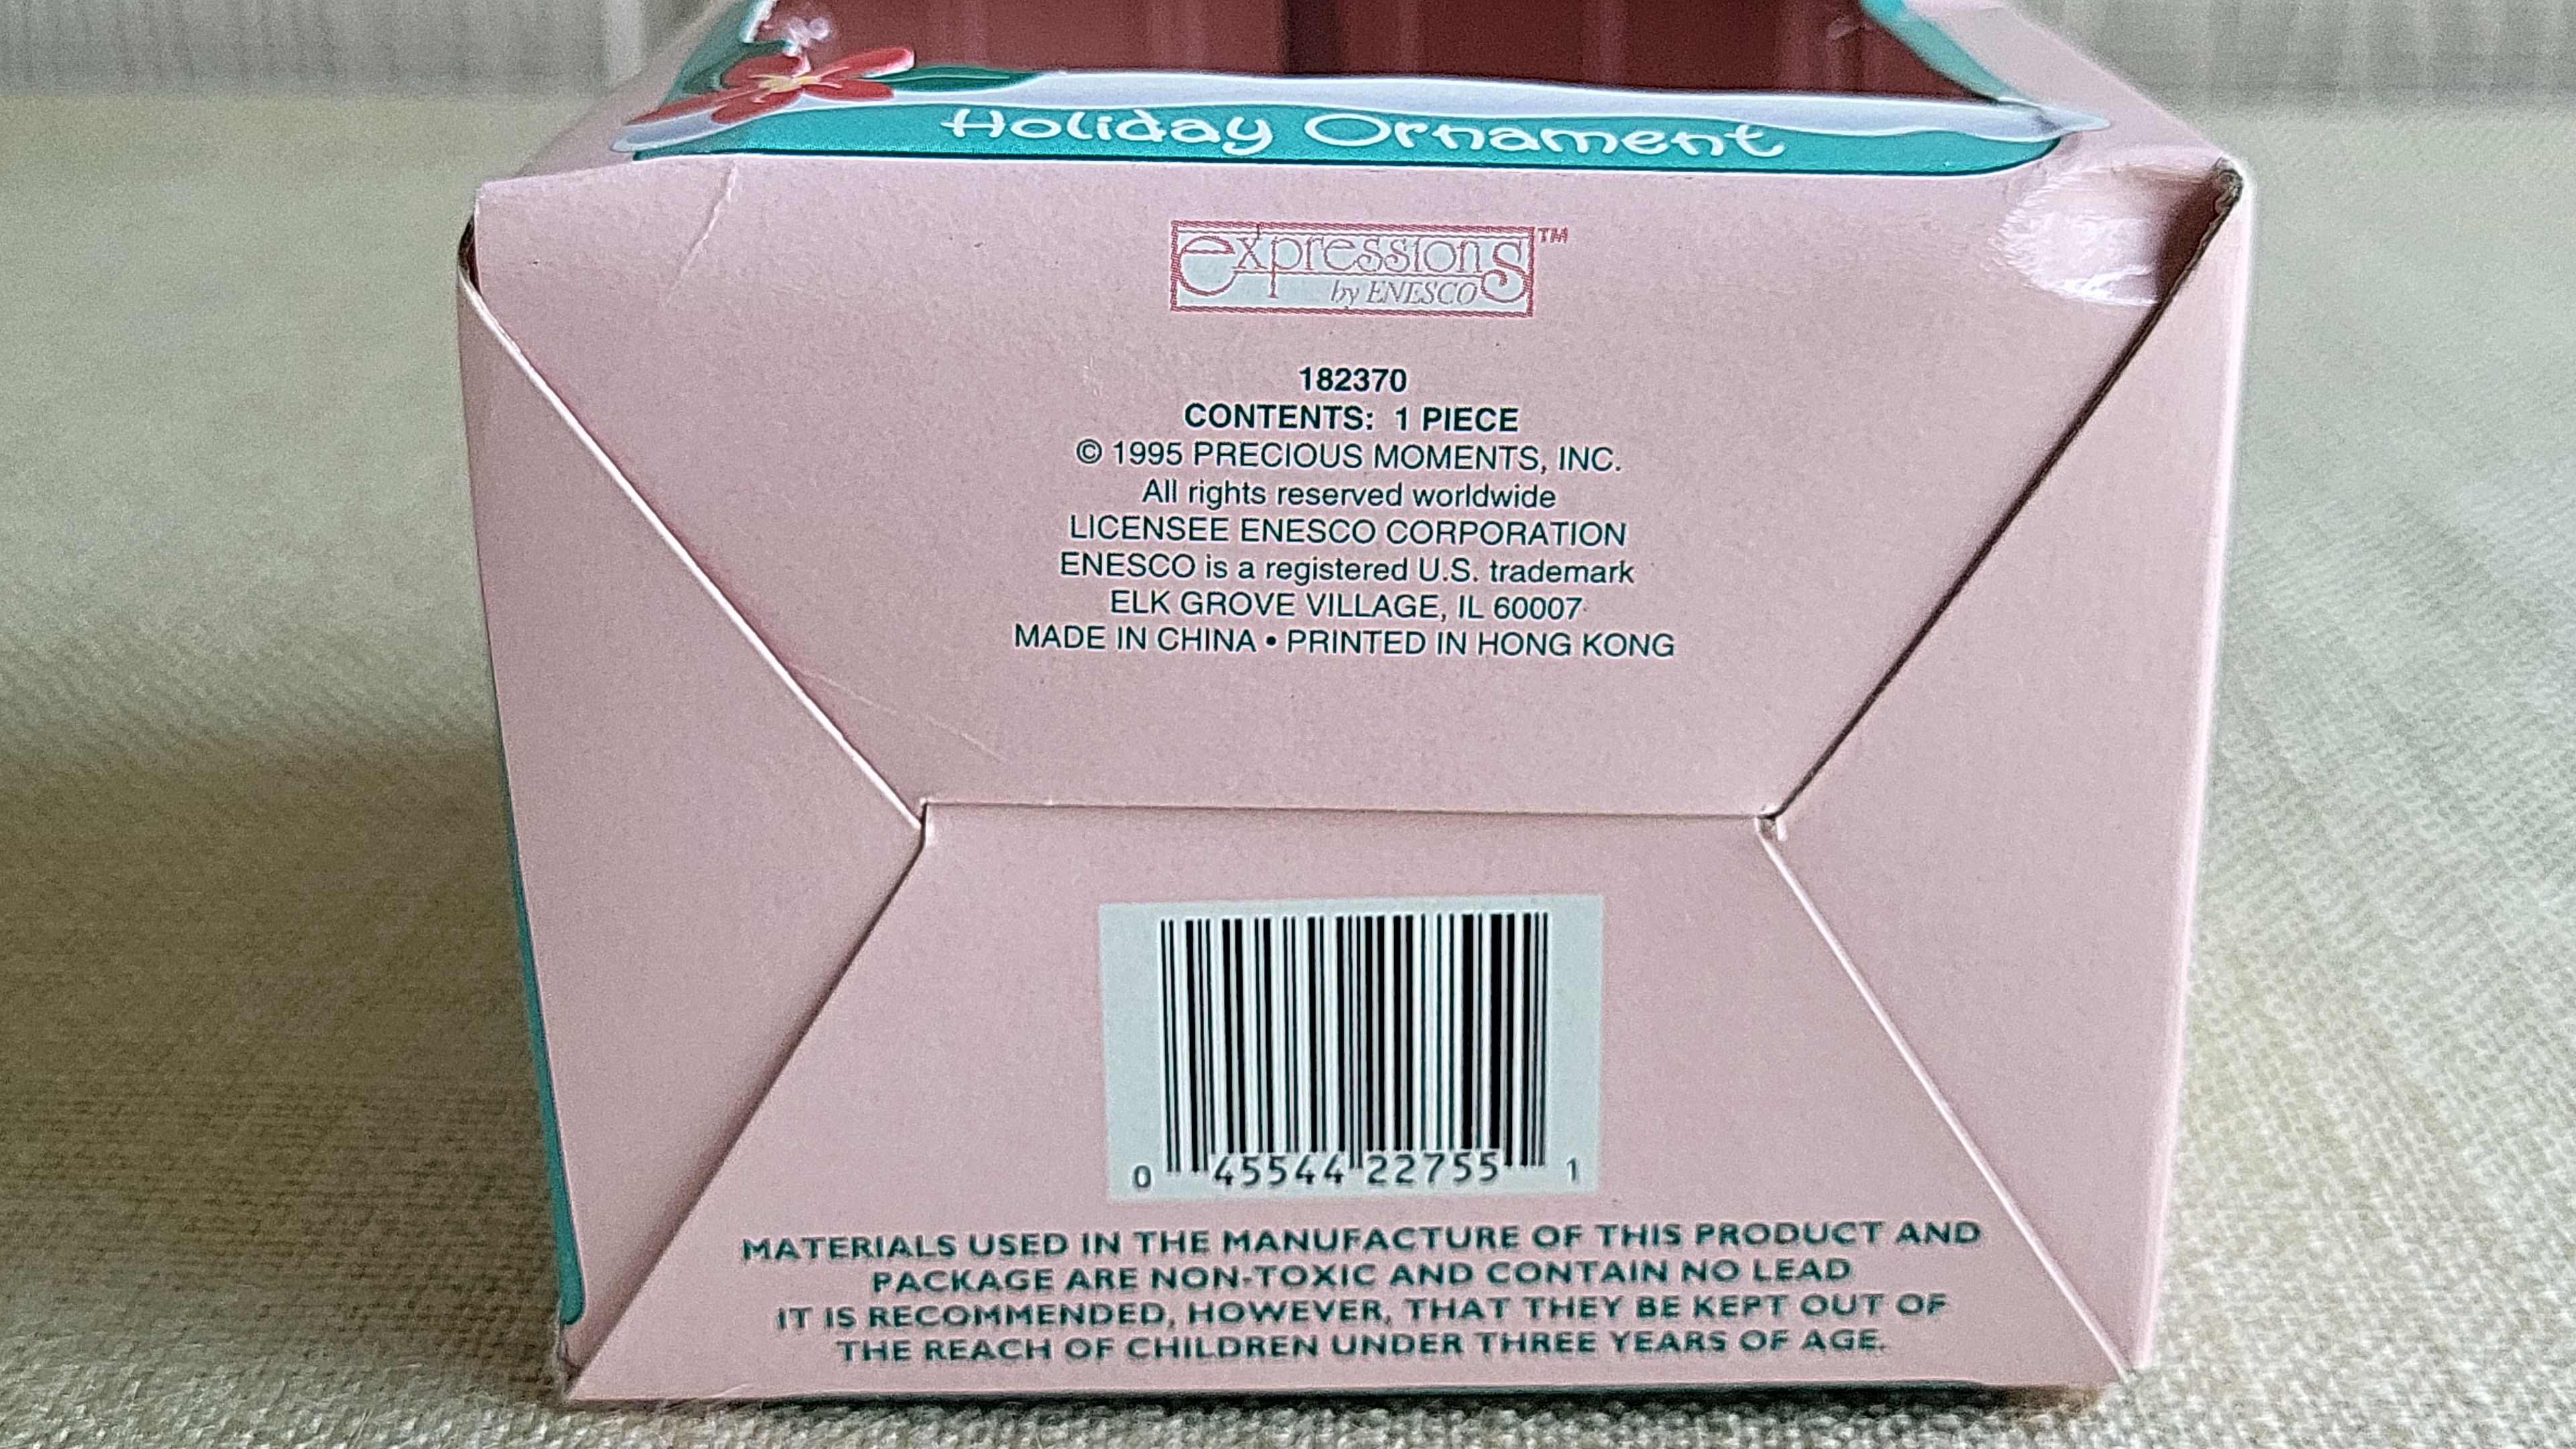 Holiday Ornament
expressions™
by ENESCO
182370
CONTENTS: 1 PIECE
© 1995 PRECIOUS MOMENTS, INC.
All rights reserved worldwide
LICENSEE ENESCO CORPORATION
ENESCO is a registered U.S. trademark
ELK GROVE VILLAGE, IL 60007
MADE IN CHINA • PRINTED IN HONG KONG
0 45544 22755 1
MATERIALS USED IN THE MANUFACTURE OF THIS PRODUCT AND
PACKAGE ARE NON-TOXIC AND CONTAIN NO LEAD
IT IS RECOMMENDED, HOWEVER, THAT THEY BE KEPT OUT OF
THE REACH OF CHILDREN UNDER THREE YEARS OF AGE.